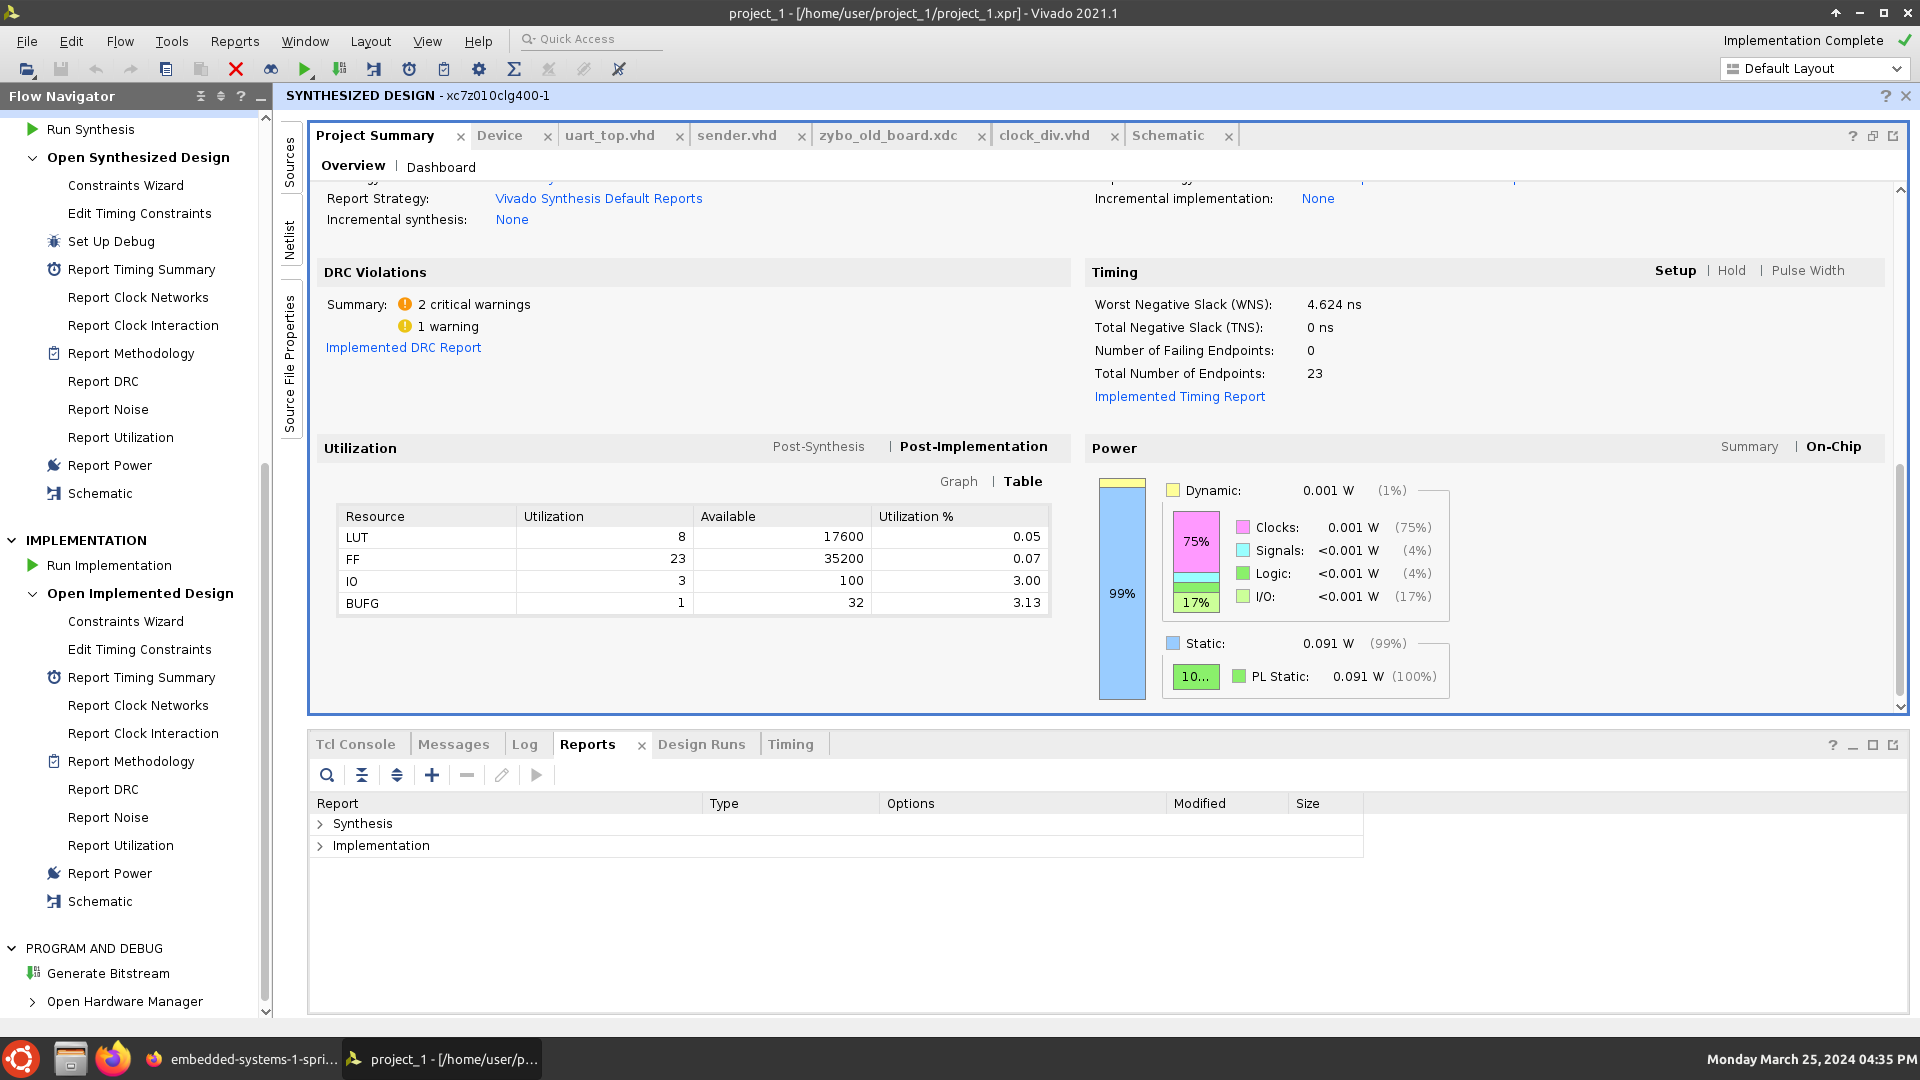 project_1 - [/home/user/project_1/project_1.xpr] - Vivado 2021.1
File Edit Flow Tools Reports Window Layout View Help Quick Access
Implementation Complete
Default Layout
Flow Navigator
SYNTHESIZED DESIGN - xc7z010clg400-1
Run Synthesis
Open Synthesized Design
Constraints Wizard
Edit Timing Constraints
Set Up Debug
Report Timing Summary
Report Clock Networks
Report Clock Interaction
Report Methodology
Report DRC
Report Noise
Report Utilization
Report Power
Schematic
IMPLEMENTATION
Run Implementation
Open Implemented Design
Constraints Wizard
Edit Timing Constraints
Report Timing Summary
Report Clock Networks
Report Clock Interaction
Report Methodology
Report DRC
Report Noise
Report Utilization
Report Power
Schematic
PROGRAM AND DEBUG
Generate Bitstream
Open Hardware Manager
Sources
Netlist
Source File Properties
Project Summary Device uart_top.vhd sender.vhd zybo_old_board.xdc clock_div.vhd Schematic
Overview | Dashboard
Report Strategy: Vivado Synthesis Default Reports
Incremental synthesis: None
Incremental implementation: None
DRC Violations
Summary: 2 critical warnings
1 warning
Implemented DRC Report
Timing Setup | Hold | Pulse Width
Worst Negative Slack (WNS): 4.624 ns
Total Negative Slack (TNS): 0 ns
Number of Failing Endpoints: 0
Total Number of Endpoints: 23
Implemented Timing Report
Utilization Post-Synthesis | Post-Implementation
Graph | Table
Resource Utilization Available Utilization %
LUT 8 17600 0.05
FF 23 35200 0.07
IO 3 100 3.00
BUFG 1 32 3.13
Power Summary | On-Chip
99%
Dynamic: 0.001 W (1%)
75%
17%
Clocks: 0.001 W (75%)
Signals: <0.001 W (4%)
Logic: <0.001 W (4%)
I/O: <0.001 W (17%)
Static: 0.091 W (99%)
10... PL Static: 0.091 W (100%)
Tcl Console Messages Log Reports Design Runs Timing
Report Type Options Modified Size
Synthesis
Implementation
embedded-systems-1-spri...
project_1 - [/home/user/p...
Monday March 25, 2024 04:35 PM